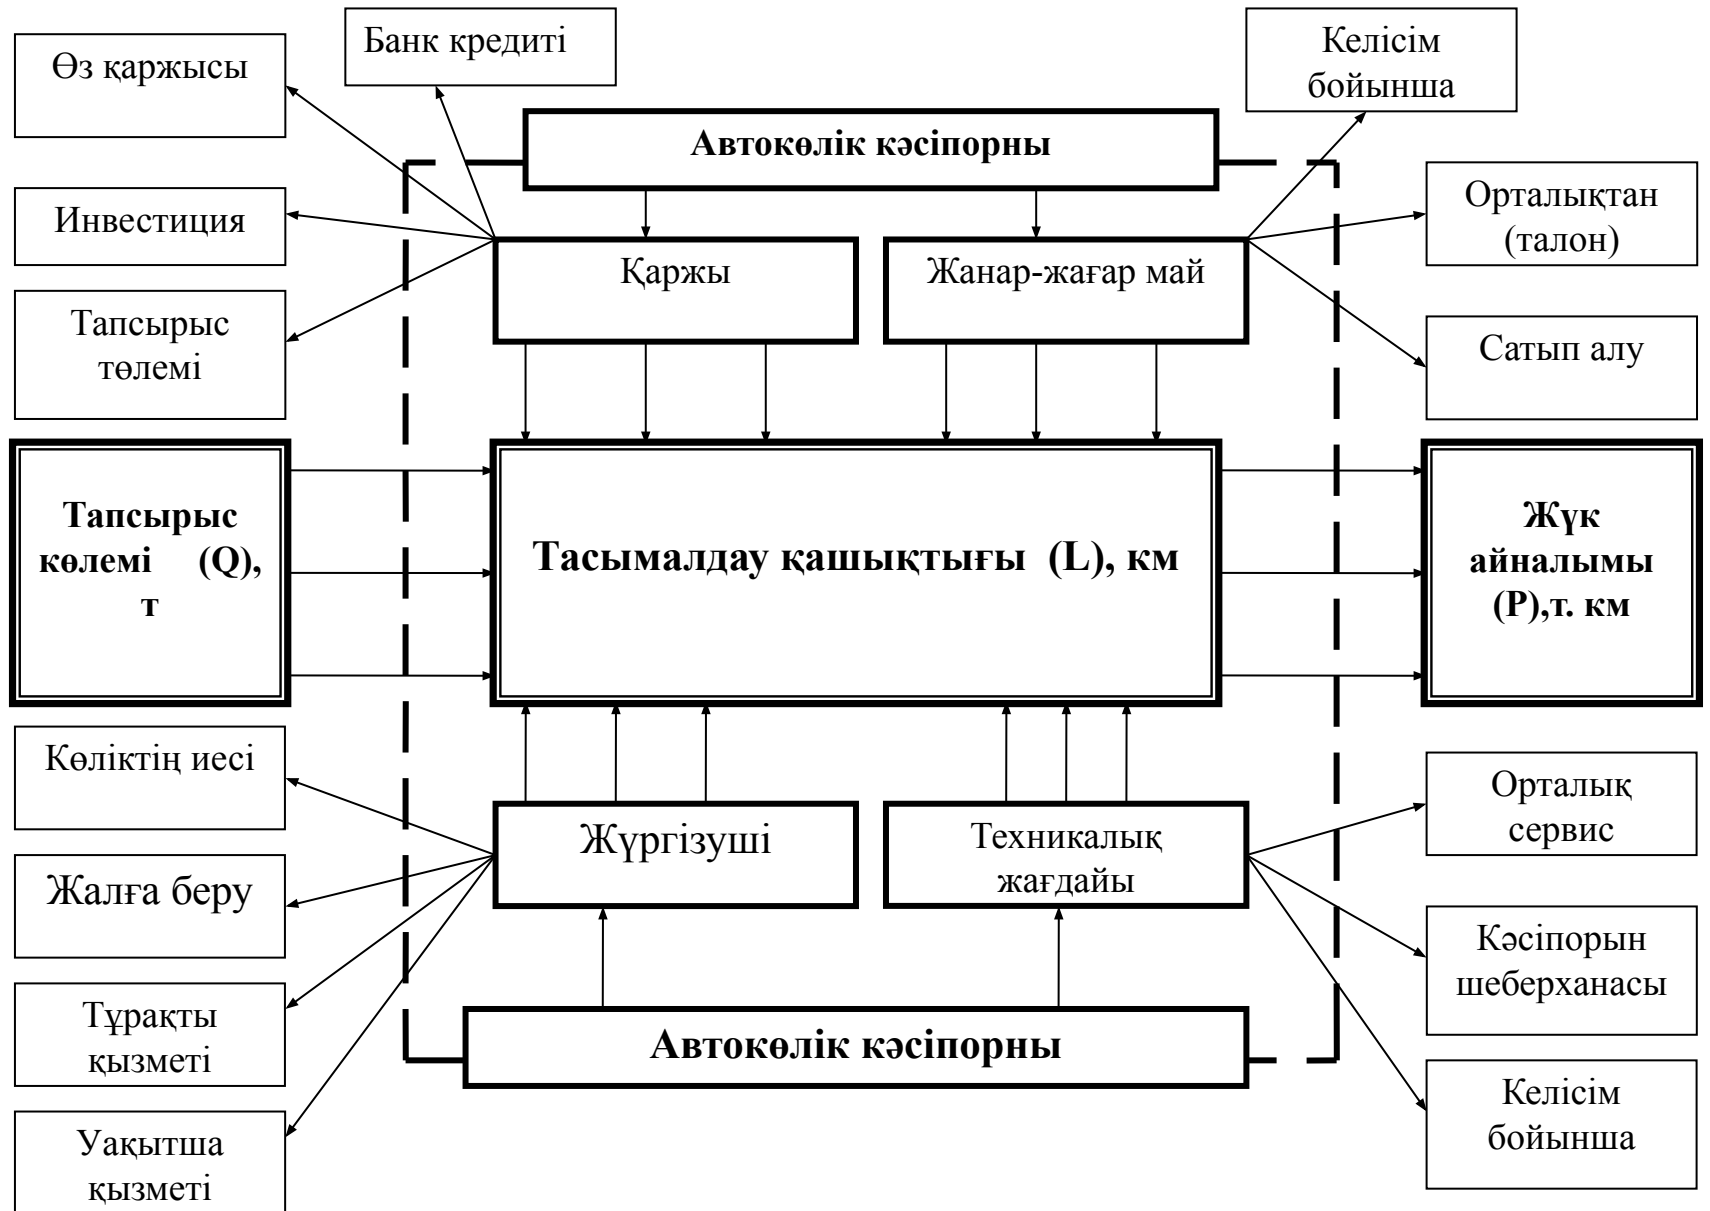 Өз қаржысы
Банк кредиті
Келісім
бойынша
Автокөлік кәсіпорны
Инвестиция
Орталықтан
(талон)
Қаржы
Жанар-жағар май
Тапсырыс
төлемі
Сатып алу
Тапсырыс
көлемі (Q),
т
Тасымалдау қашықтығы (L), км
Жүк
айналымы
(P),т. км
Көліктің иесі
Жүргізуші
Техникалық
жағдайы
Орталық
сервис
Жалға беру
Кәсіпорын
шеберханасы
Тұрақты
қызметі
Автокөлік кәсіпорны
Келісім
бойынша
Уақытша
қызметі